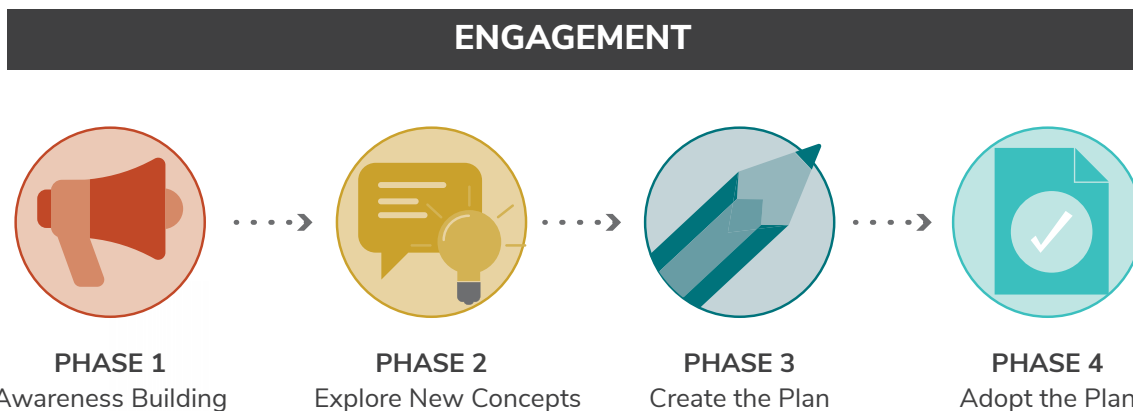 ENGAGEMENT
PHASE 1
Awareness Building
PHASE 2
Explore New Concepts
PHASE 3
Create the Plan
PHASE 4
Adopt the Plan